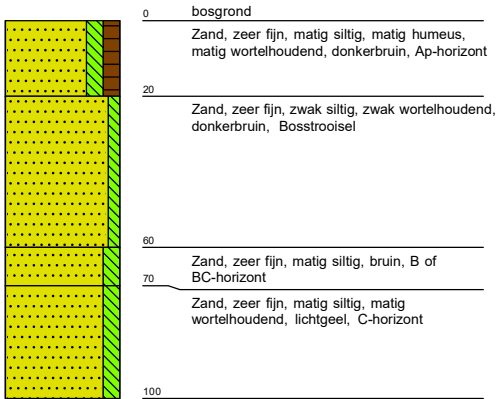 0
bosgrond
Zand, zeer fijn, matig siltig, matig humeus,
matig wortelhoudend, donkerbruin, Ap-horizont
20
Zand, zeer fijn, zwak siltig, zwak wortelhoudend,
donkerbruin, Bosstrooisel
60
Zand, zeer fijn, matig siltig, bruin, B of
BC-horizont
70
Zand, zeer fijn, matig siltig, matig
wortelhoudend, lichtgeel, C-horizont
100